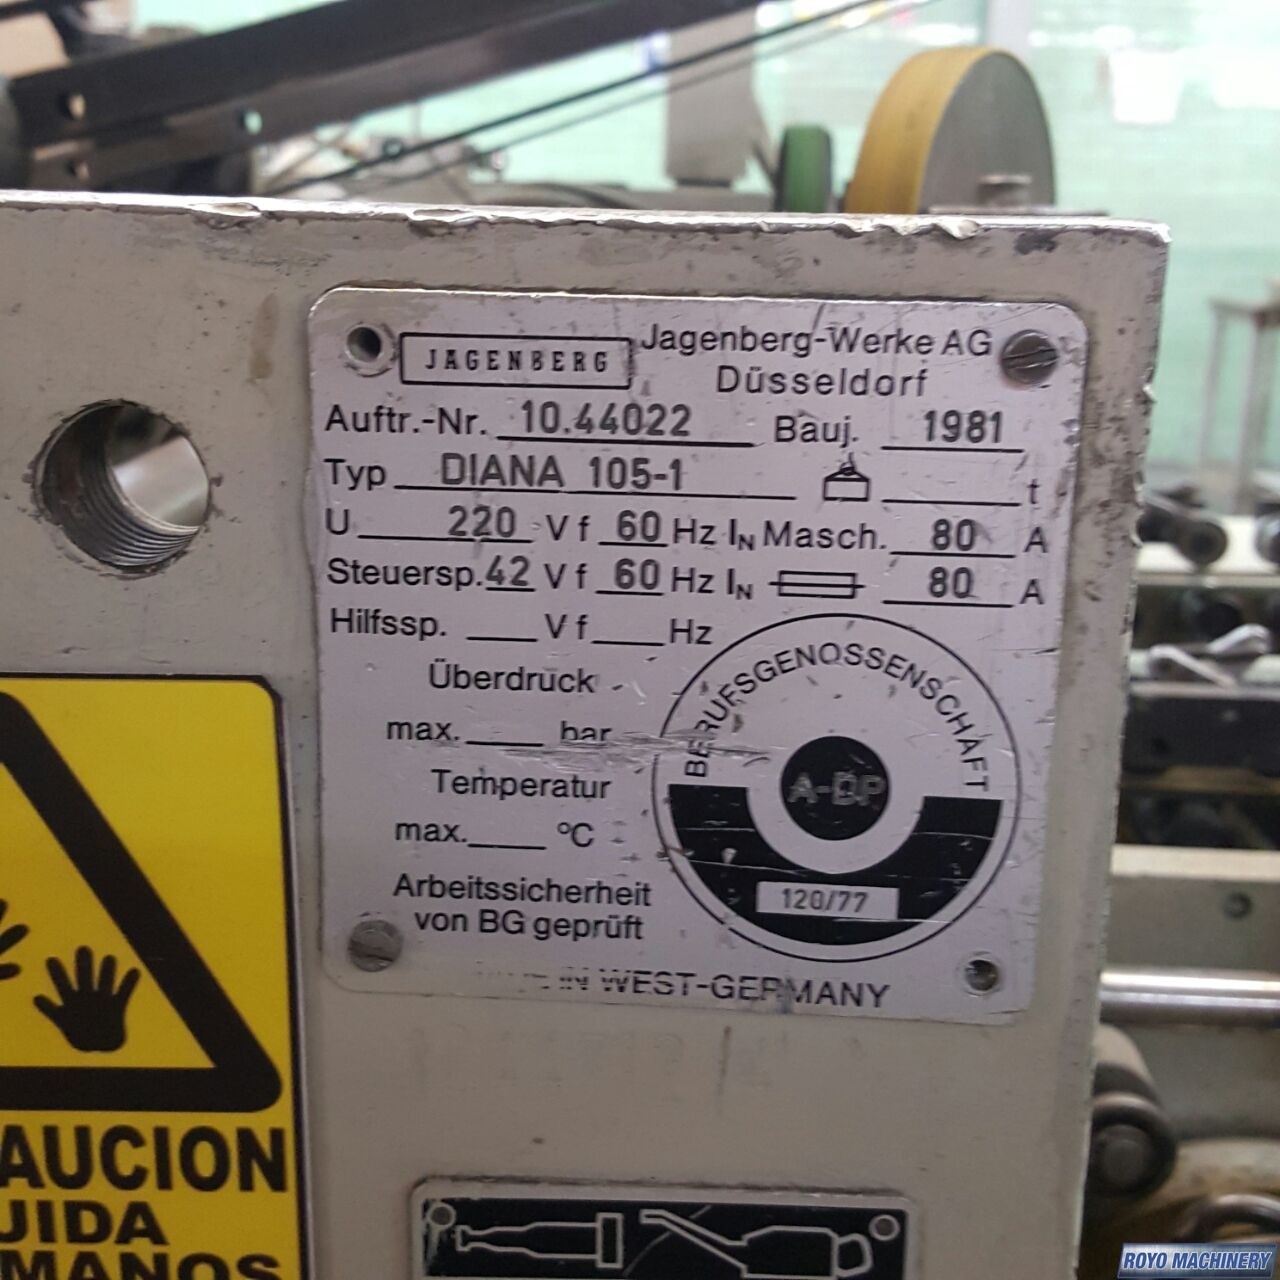 JAGENBERG
Jagenberg-Werke AG
Düsseldorf
Auftr.-Nr. 10.44022 Bauj. 1981
Typ DIANA 105-1 t
U 220 V f 60 Hz IN Masch. 80 A
Steuersp. 42 V f 60 Hz IN 80 A
Hilfssp. V f Hz
Überdruck
max. bar
Temperatur
max. °C
Arbeitssicherheit
von BG geprüft
BERUFSGENOSSENSCHAFT
A-DP
120/77
IN WEST-GERMANY
AUCION
UIDA
MANOS
ROYO MACHINERY